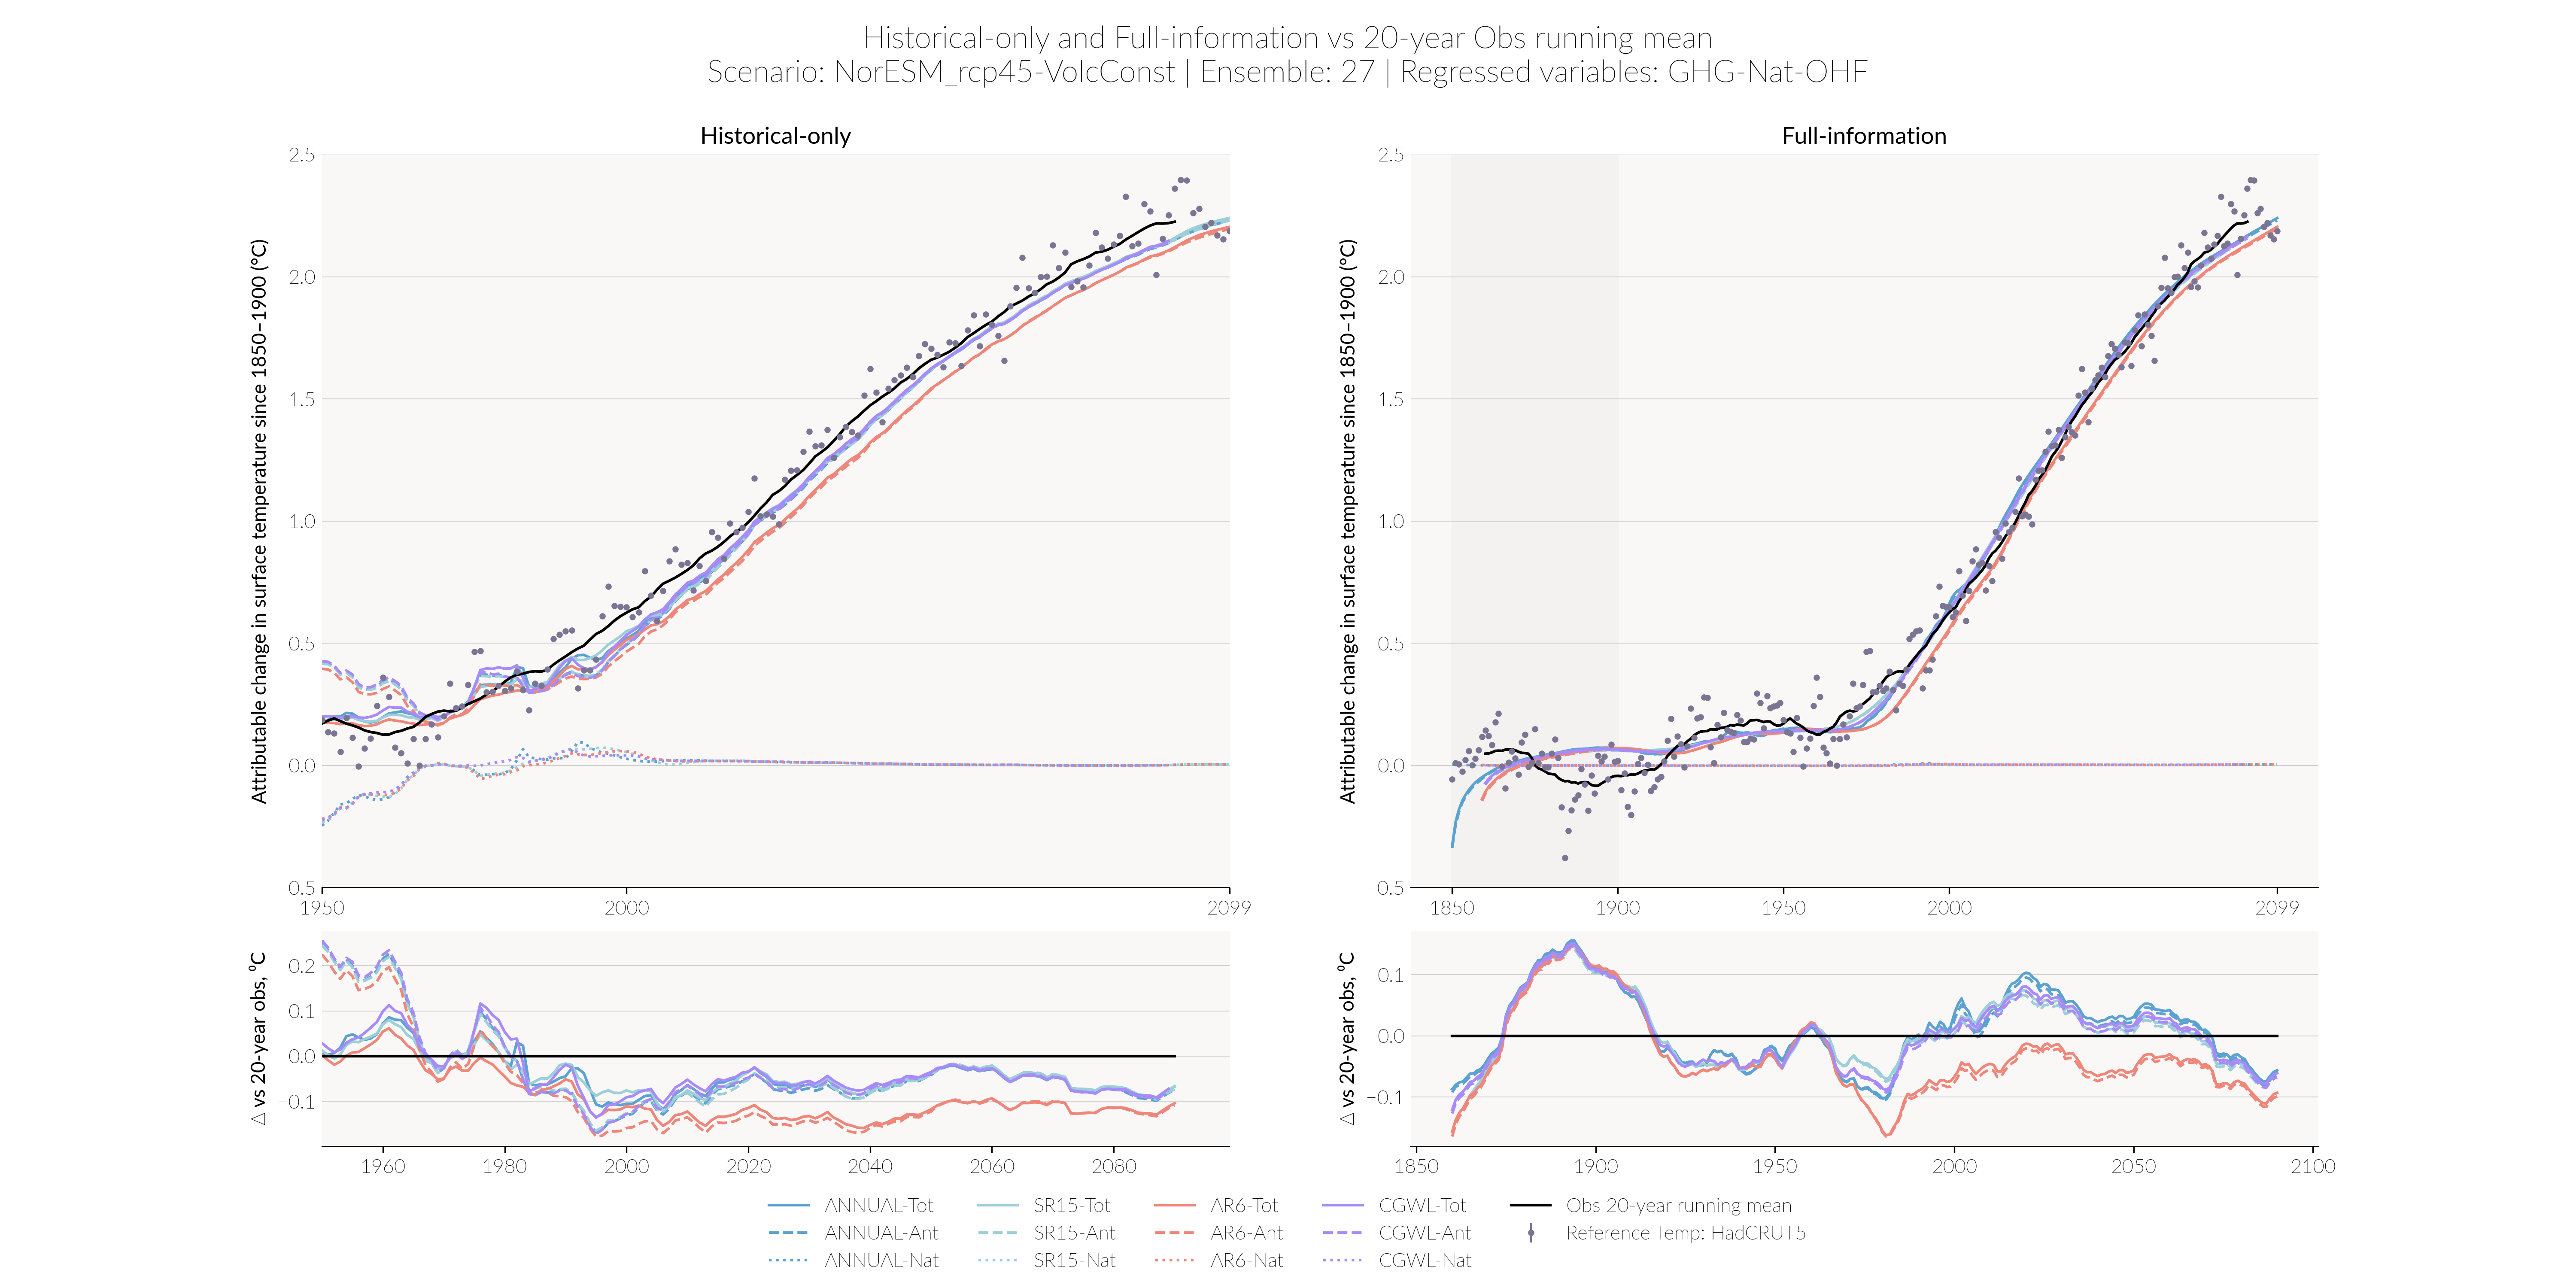 Historical-only and Full-information vs 20-year Obs running mean
Scenario: NorESM_rcp45-VolcConst | Ensemble: 27 | Regressed variables: GHG-Nat-OHF
Historical-only
Attributable change in surface temperature since 1850–1900 (°C)
2.5
2.0
1.5
1.0
0.5
0.0
−0.5
1950
2000
2099
Full-information
Attributable change in surface temperature since 1850–1900 (°C)
2.5
2.0
1.5
1.0
0.5
0.0
−0.5
1850
1900
1950
2000
2099
△ vs 20-year obs, ⁰C
0.2
0.1
0.0
−0.1
1960
1980
2000
2020
2040
2060
2080
△ vs 20-year obs, ⁰C
0.1
0.0
−0.1
1850
1900
1950
2000
2050
2100
ANNUAL-Tot
ANNUAL-Ant
ANNUAL-Nat
SR15-Tot
SR15-Ant
SR15-Nat
AR6-Tot
AR6-Ant
AR6-Nat
CGWL-Tot
CGWL-Ant
CGWL-Nat
Obs 20-year running mean
Reference Temp: HadCRUT5